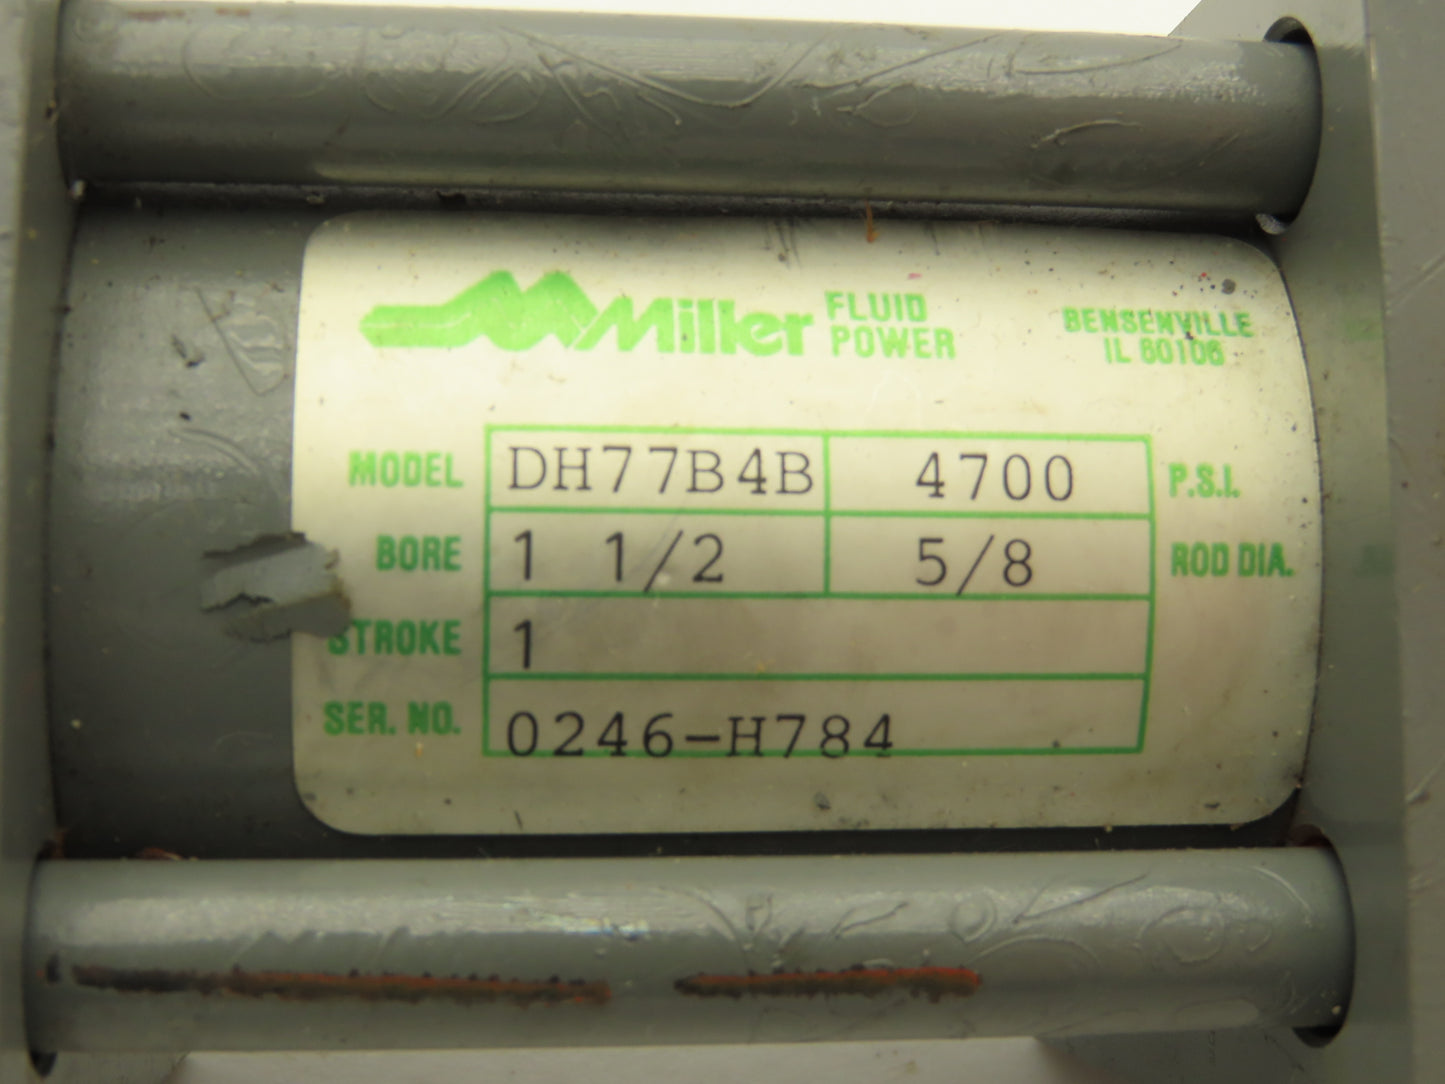 Miller FLUID POWER
BENSENVILLE
IL 60106
MODEL DH77B4B 4700 P.S.I.
BORE 1 1/2 5/8 ROD DIA.
STROKE 1
SER. NO. 0246-H784